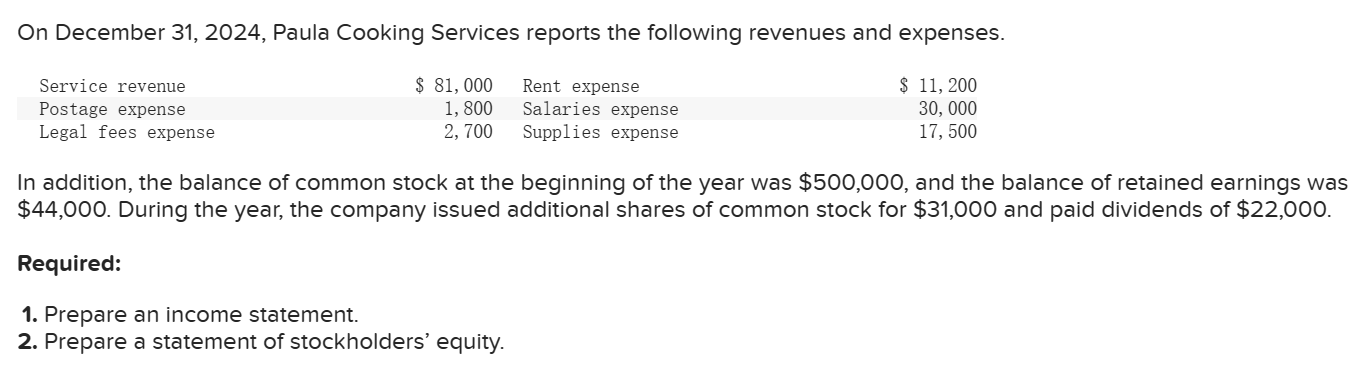 On December 31, 2024, Paula Cooking Services reports the following revenues and expenses.
Service revenue $ 81,000 Rent expense $ 11,200
Postage expense 1,800 Salaries expense 30,000
Legal fees expense 2,700 Supplies expense 17,500
In addition, the balance of common stock at the beginning of the year was $500,000, and the balance of retained earnings was
$44,000. During the year, the company issued additional shares of common stock for $31,000 and paid dividends of $22,000.
Required:
1. Prepare an income statement.
2. Prepare a statement of stockholders’ equity.